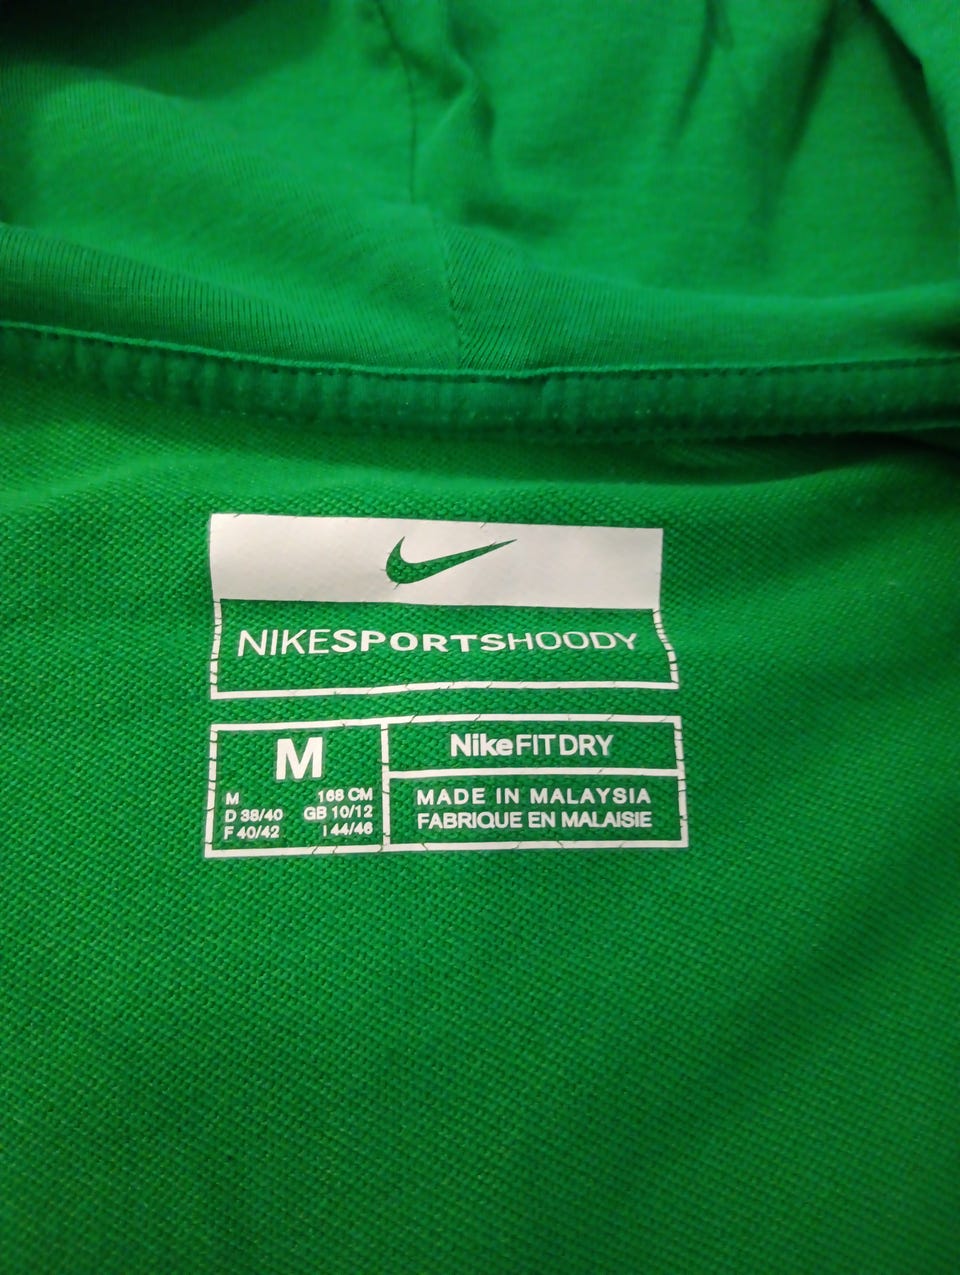 NIKESPORTSHOODY
M
M 168 CM
D 38/40 GB 10/12
F 40/42 I 44/46
NikeFITDRY
MADE IN MALAYSIA
FABRIQUE EN MALAISIE